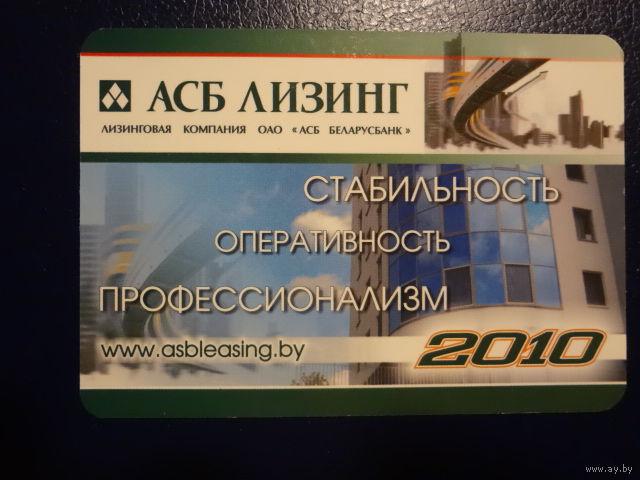 АСБ ЛИЗИНГ
ЛИЗИНГОВАЯ КОМПАНИЯ ОАО «АСБ БЕЛАРУСБАНК»
СТАБИЛЬНОСТЬ
ОПЕРАТИВНОСТЬ
ПРОФЕССИОНАЛИЗМ
www.asbleasing.by
2010
www.ay.by